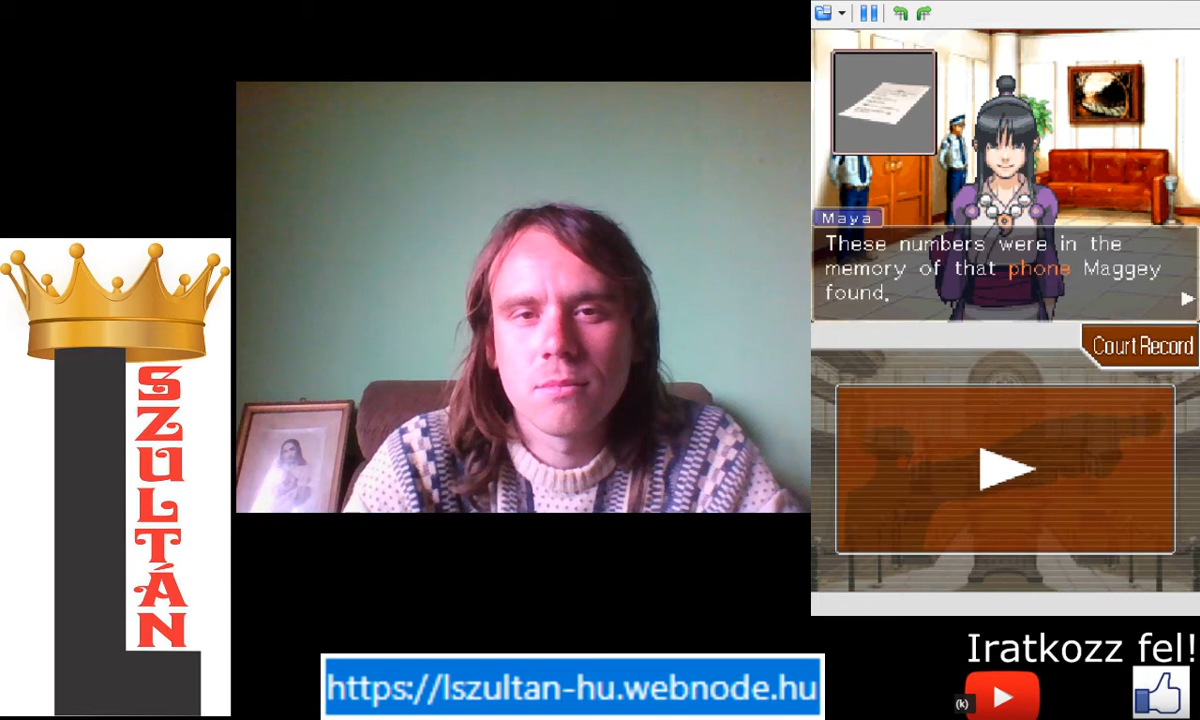 SZULTÁN
Maya
These numbers were in the
memory of that phone Maggey
found.
Court Record
Iratkozz fel!
(k)
https://lszultan-hu.webnode.hu